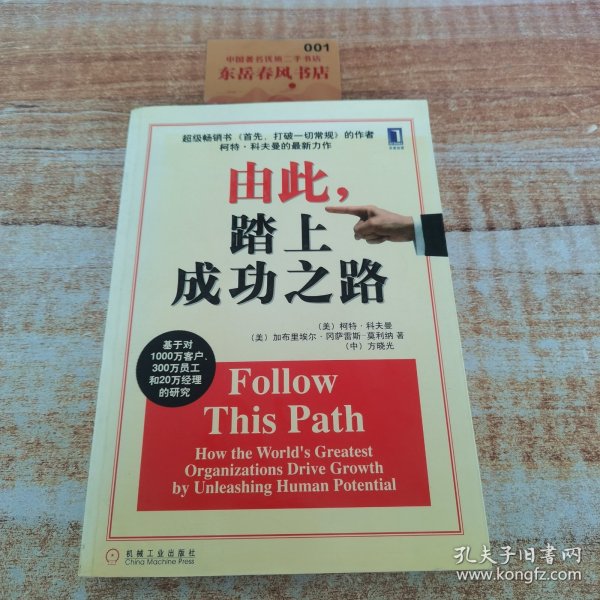 001
中国著名优质二手书店
东岳春风书店
超级畅销书《首先，打破一切常规》的作者
柯特·科夫曼的最新力作
由此，
踏上
成功之路
（美）柯特·科夫曼
（美）加布里埃尔·冈萨雷斯-莫利纳 著
（中）方晓光
基于对
1000万客户、
300万员工
和20万经理
的研究
Follow
This Path
How the World's Greatest
Organizations Drive Growth
by Unleashing Human Potential
机械工业出版社
China Machine Press
孔夫子旧书网
www.kongfz.com